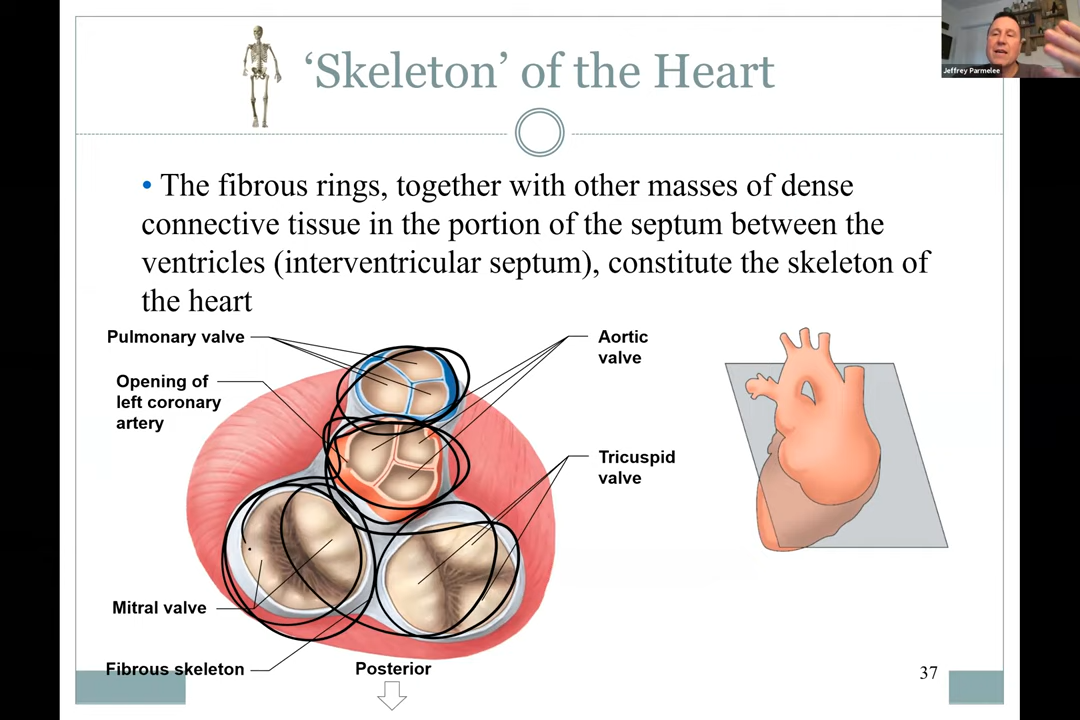 Jeffrey Parmelee
‘Skeleton’ of the Heart
• The fibrous rings, together with other masses of dense
connective tissue in the portion of the septum between the
ventricles (interventricular septum), constitute the skeleton of
the heart
Pulmonary valve
Opening of
left coronary
artery
Aortic
valve
Tricuspid
valve
Mitral valve
Fibrous skeleton
Posterior
37